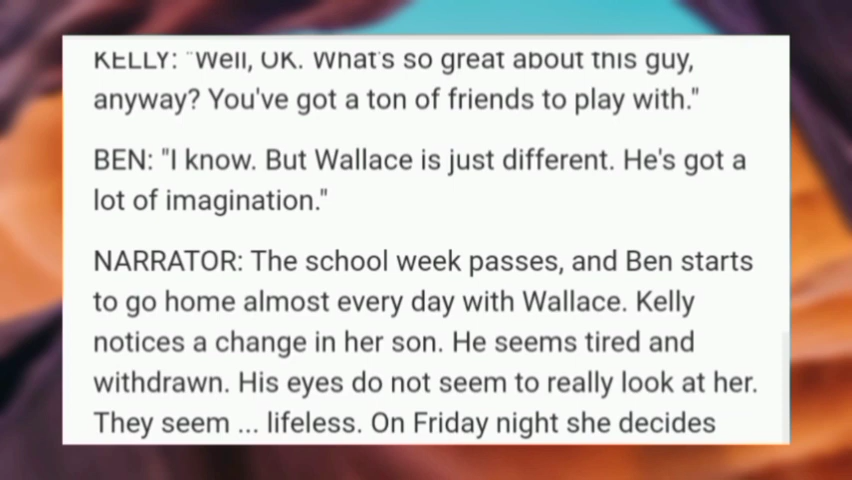 KELLY: "Well, OK. What's so great about this guy,
anyway? You've got a ton of friends to play with."
BEN: "I know. But Wallace is just different. He's got a
lot of imagination."
NARRATOR: The school week passes, and Ben starts
to go home almost every day with Wallace. Kelly
notices a change in her son. He seems tired and
withdrawn. His eyes do not seem to really look at her.
They seem ... lifeless. On Friday night she decides